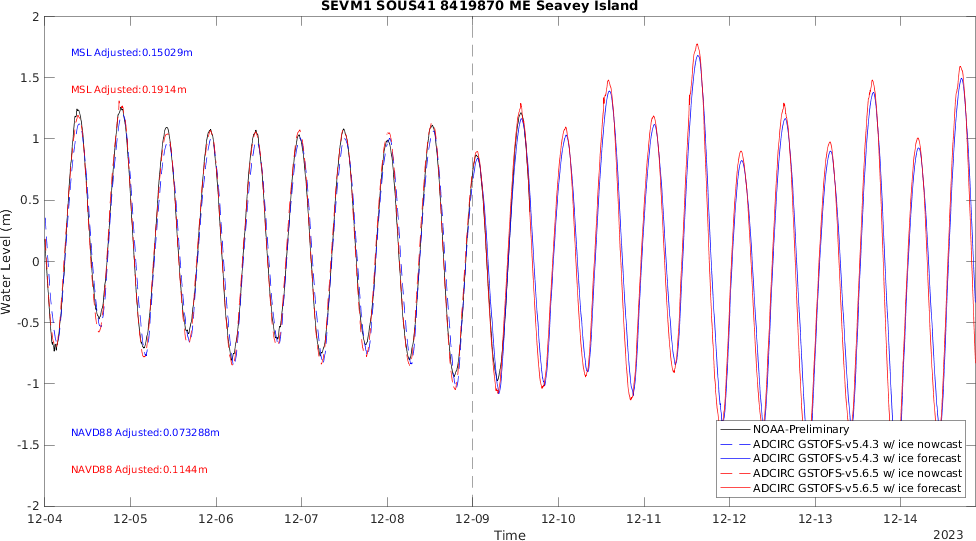 SEVM1 SOUS41 8419870 ME Seavey Island
2
1.5
1
0.5
0
-0.5
-1
-1.5
-2
Water Level (m)
MSL Adjusted:0.15029m
MSL Adjusted:0.1914m
NAVD88 Adjusted:0.073288m
NAVD88 Adjusted:0.1144m
NOAA-Preliminary
ADCIRC GSTOFS-v5.4.3 w/ ice nowcast
ADCIRC GSTOFS-v5.4.3 w/ ice forecast
ADCIRC GSTOFS-v5.6.5 w/ ice nowcast
ADCIRC GSTOFS-v5.6.5 w/ ice forecast
12-04 12-05 12-06 12-07 12-08 12-09 12-10 12-11 12-12 12-13 12-14
Time
2023